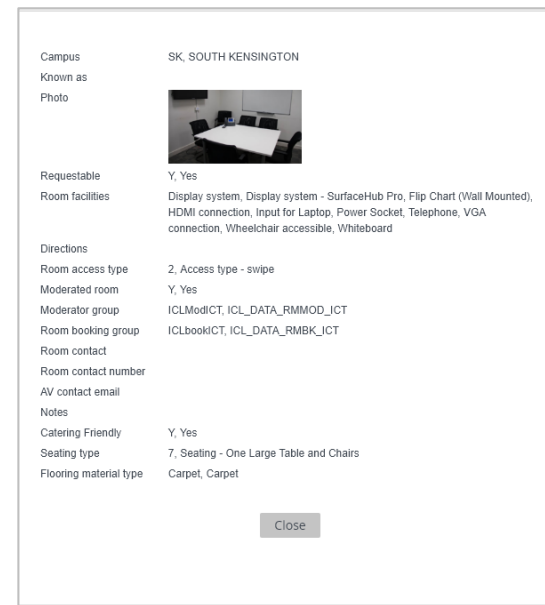 Campus SK, SOUTH KENSINGTON
Known as
Photo
Requestable Y, Yes
Room facilities Display system, Display system - SurfaceHub Pro, Flip Chart (Wall Mounted),
HDMI connection, Input for Laptop, Power Socket, Telephone, VGA
connection, Wheelchair accessible, Whiteboard
Directions
Room access type 2, Access type - swipe
Moderated room Y, Yes
Moderator group ICLModICT, ICL_DATA_RMMOD_ICT
Room booking group ICLbookICT, ICL_DATA_RMBK_ICT
Room contact
Room contact number
AV contact email
Notes
Catering Friendly Y, Yes
Seating type 7, Seating - One Large Table and Chairs
Flooring material type Carpet, Carpet
Close